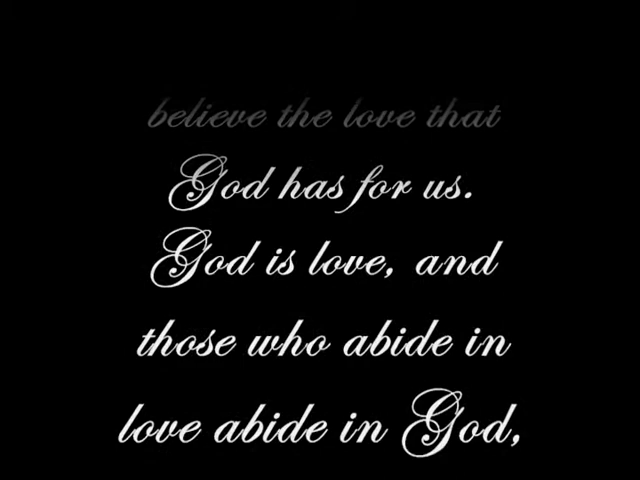 believe the love that
God has for us.
God is love, and
those who abide in
love abide in God,